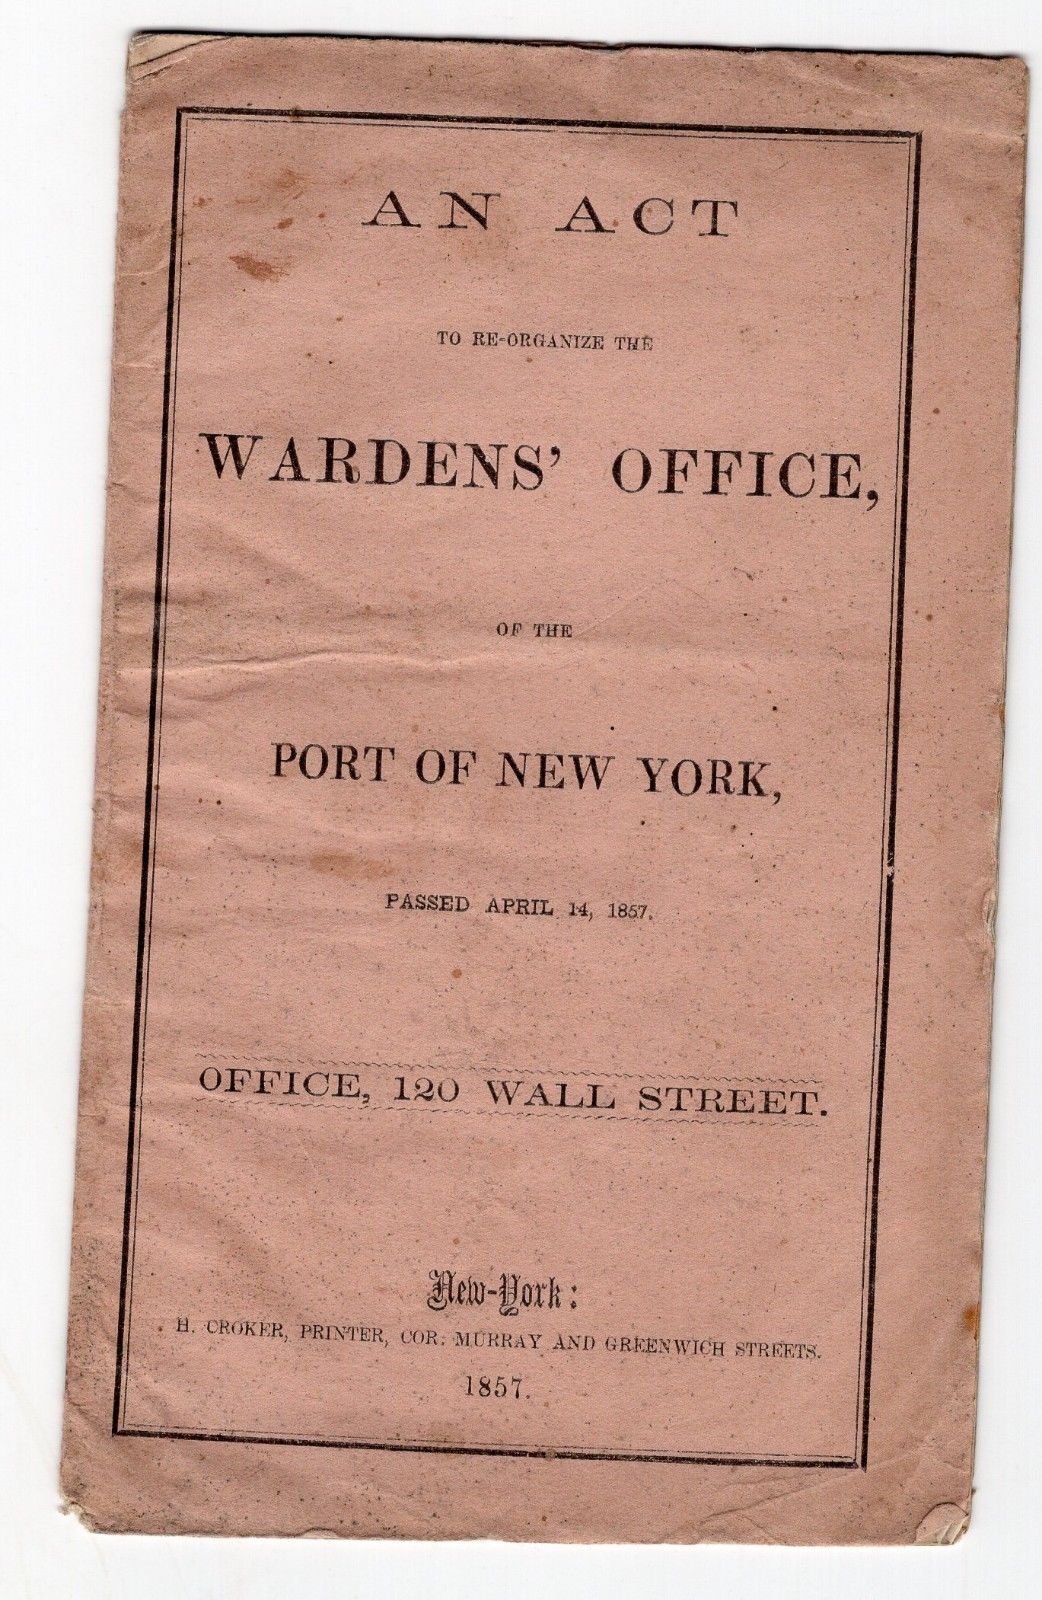 AN ACT
TO RE-ORGANIZE THE
WARDENS' OFFICE,
OF THE
PORT OF NEW YORK,
PASSED APRIL 14, 1857.
OFFICE, 120 WALL STREET.
New-York:
H. CROKER, PRINTER, COR. MURRAY AND GREENWICH STREETS.
1857.